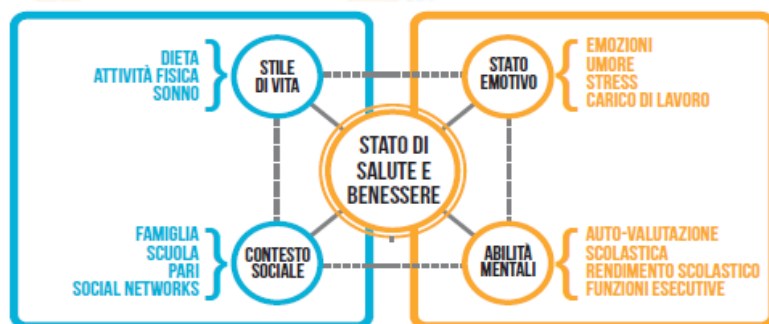 DIETA
ATTIVITÀ FISICA
SONNO
STILE
DI VITA
STATO
EMOTIVO
EMOZIONI
UMORE
STRESS
CARICO DI LAVORO
STATO DI
SALUTE E
BENESSERE
FAMIGLIA
SCUOLA
PARI
SOCIAL NETWORKS
CONTESTO
SOCIALE
ABILITÀ
MENTALI
AUTO-VALUTAZIONE
SCOLASTICA
RENDIMENTO SCOLASTICO
FUNZIONI ESECUTIVE